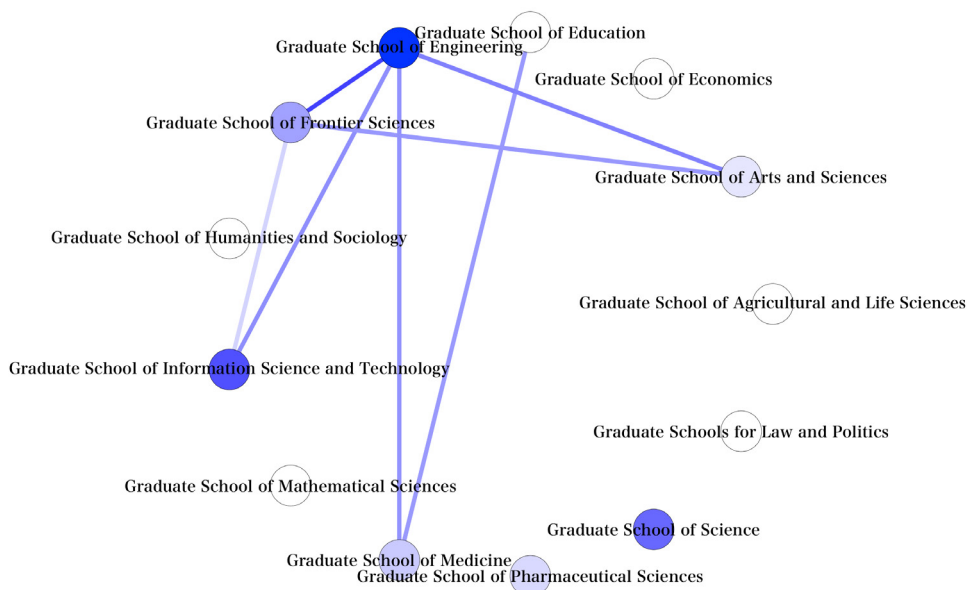 Graduate School of Education
Graduate School of Engineering
Graduate School of Economics
Graduate School of Frontier Sciences
Graduate School of Arts and Sciences
Graduate School of Humanities and Sociology
Graduate School of Agricultural and Life Sciences
Graduate School of Information Science and Technology
Graduate Schools for Law and Politics
Graduate School of Mathematical Sciences
Graduate School of Science
Graduate School of Medicine
Graduate School of Pharmaceutical Sciences